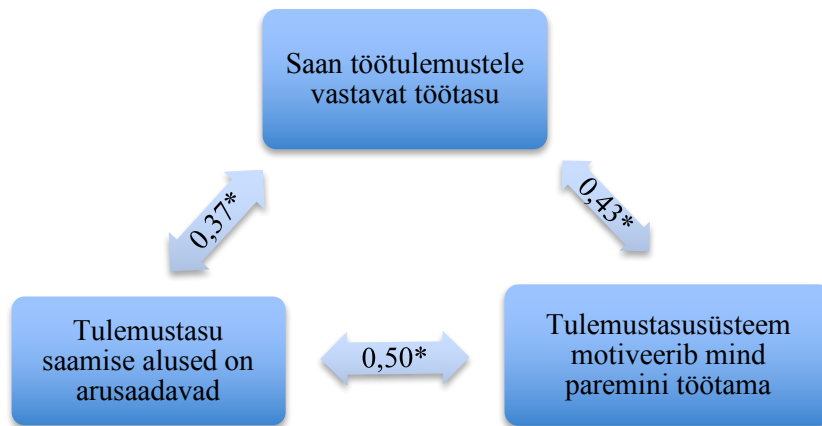 Saan töötulemustele
vastavat töötasu
0,37*
0,43*
Tulemustasu
saamise alused on
arusaadavad
0,50*
Tulemustasusüsteem
motiveerib mind
paremini töötama